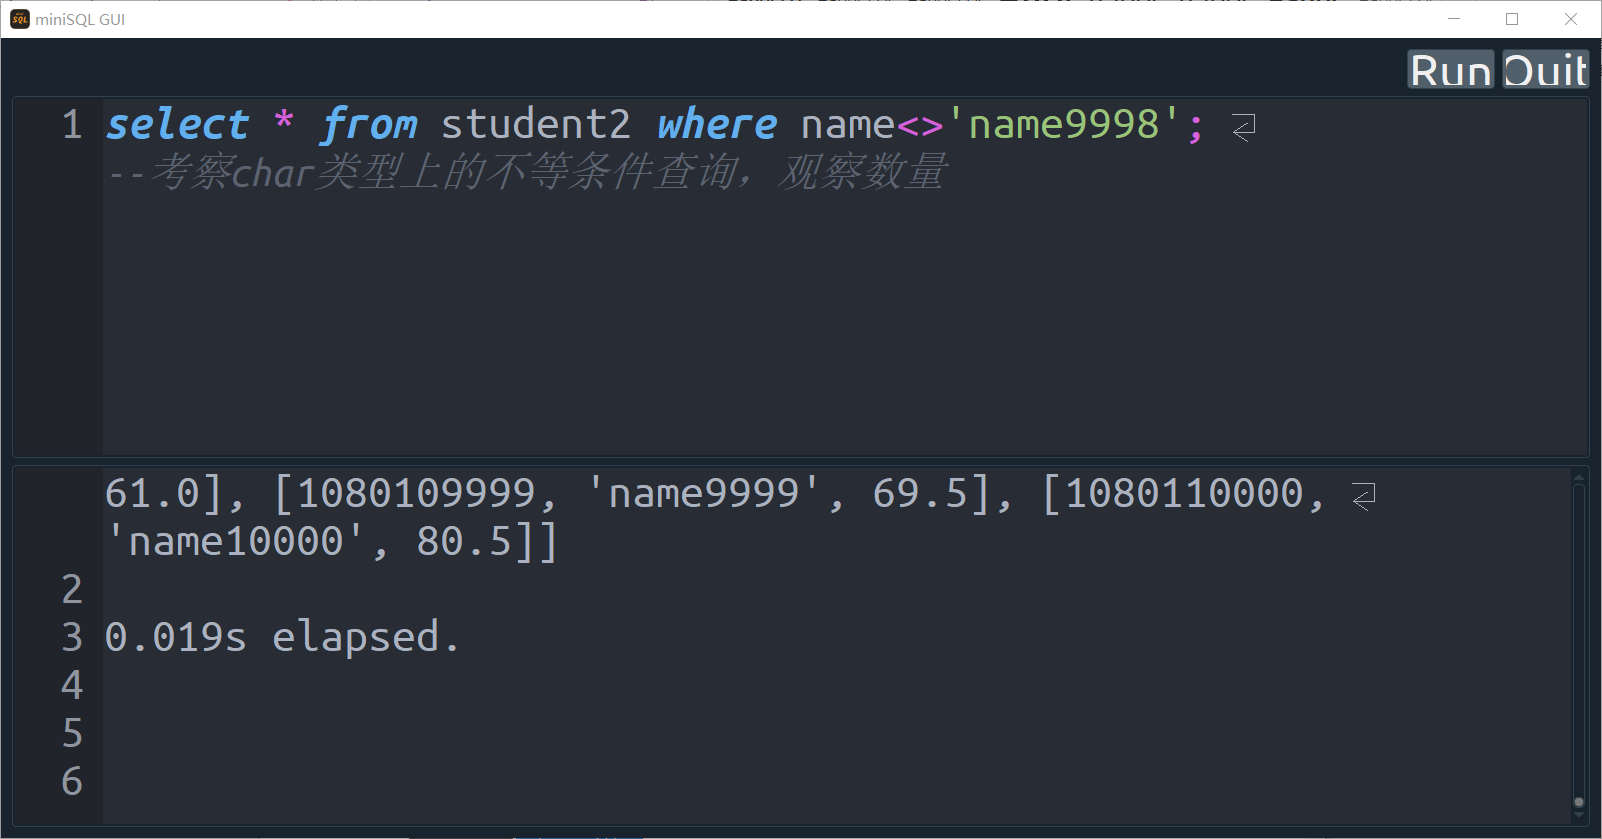 miniSQL GUI
Run Quit
1 select * from student2 where name<>'name9998';
--考察char类型上的不等条件查询，观察数量
61.0], [1080109999, 'name9999', 69.5], [1080110000,
'name10000', 80.5]]
2
3 0.019s elapsed.
4
5
6